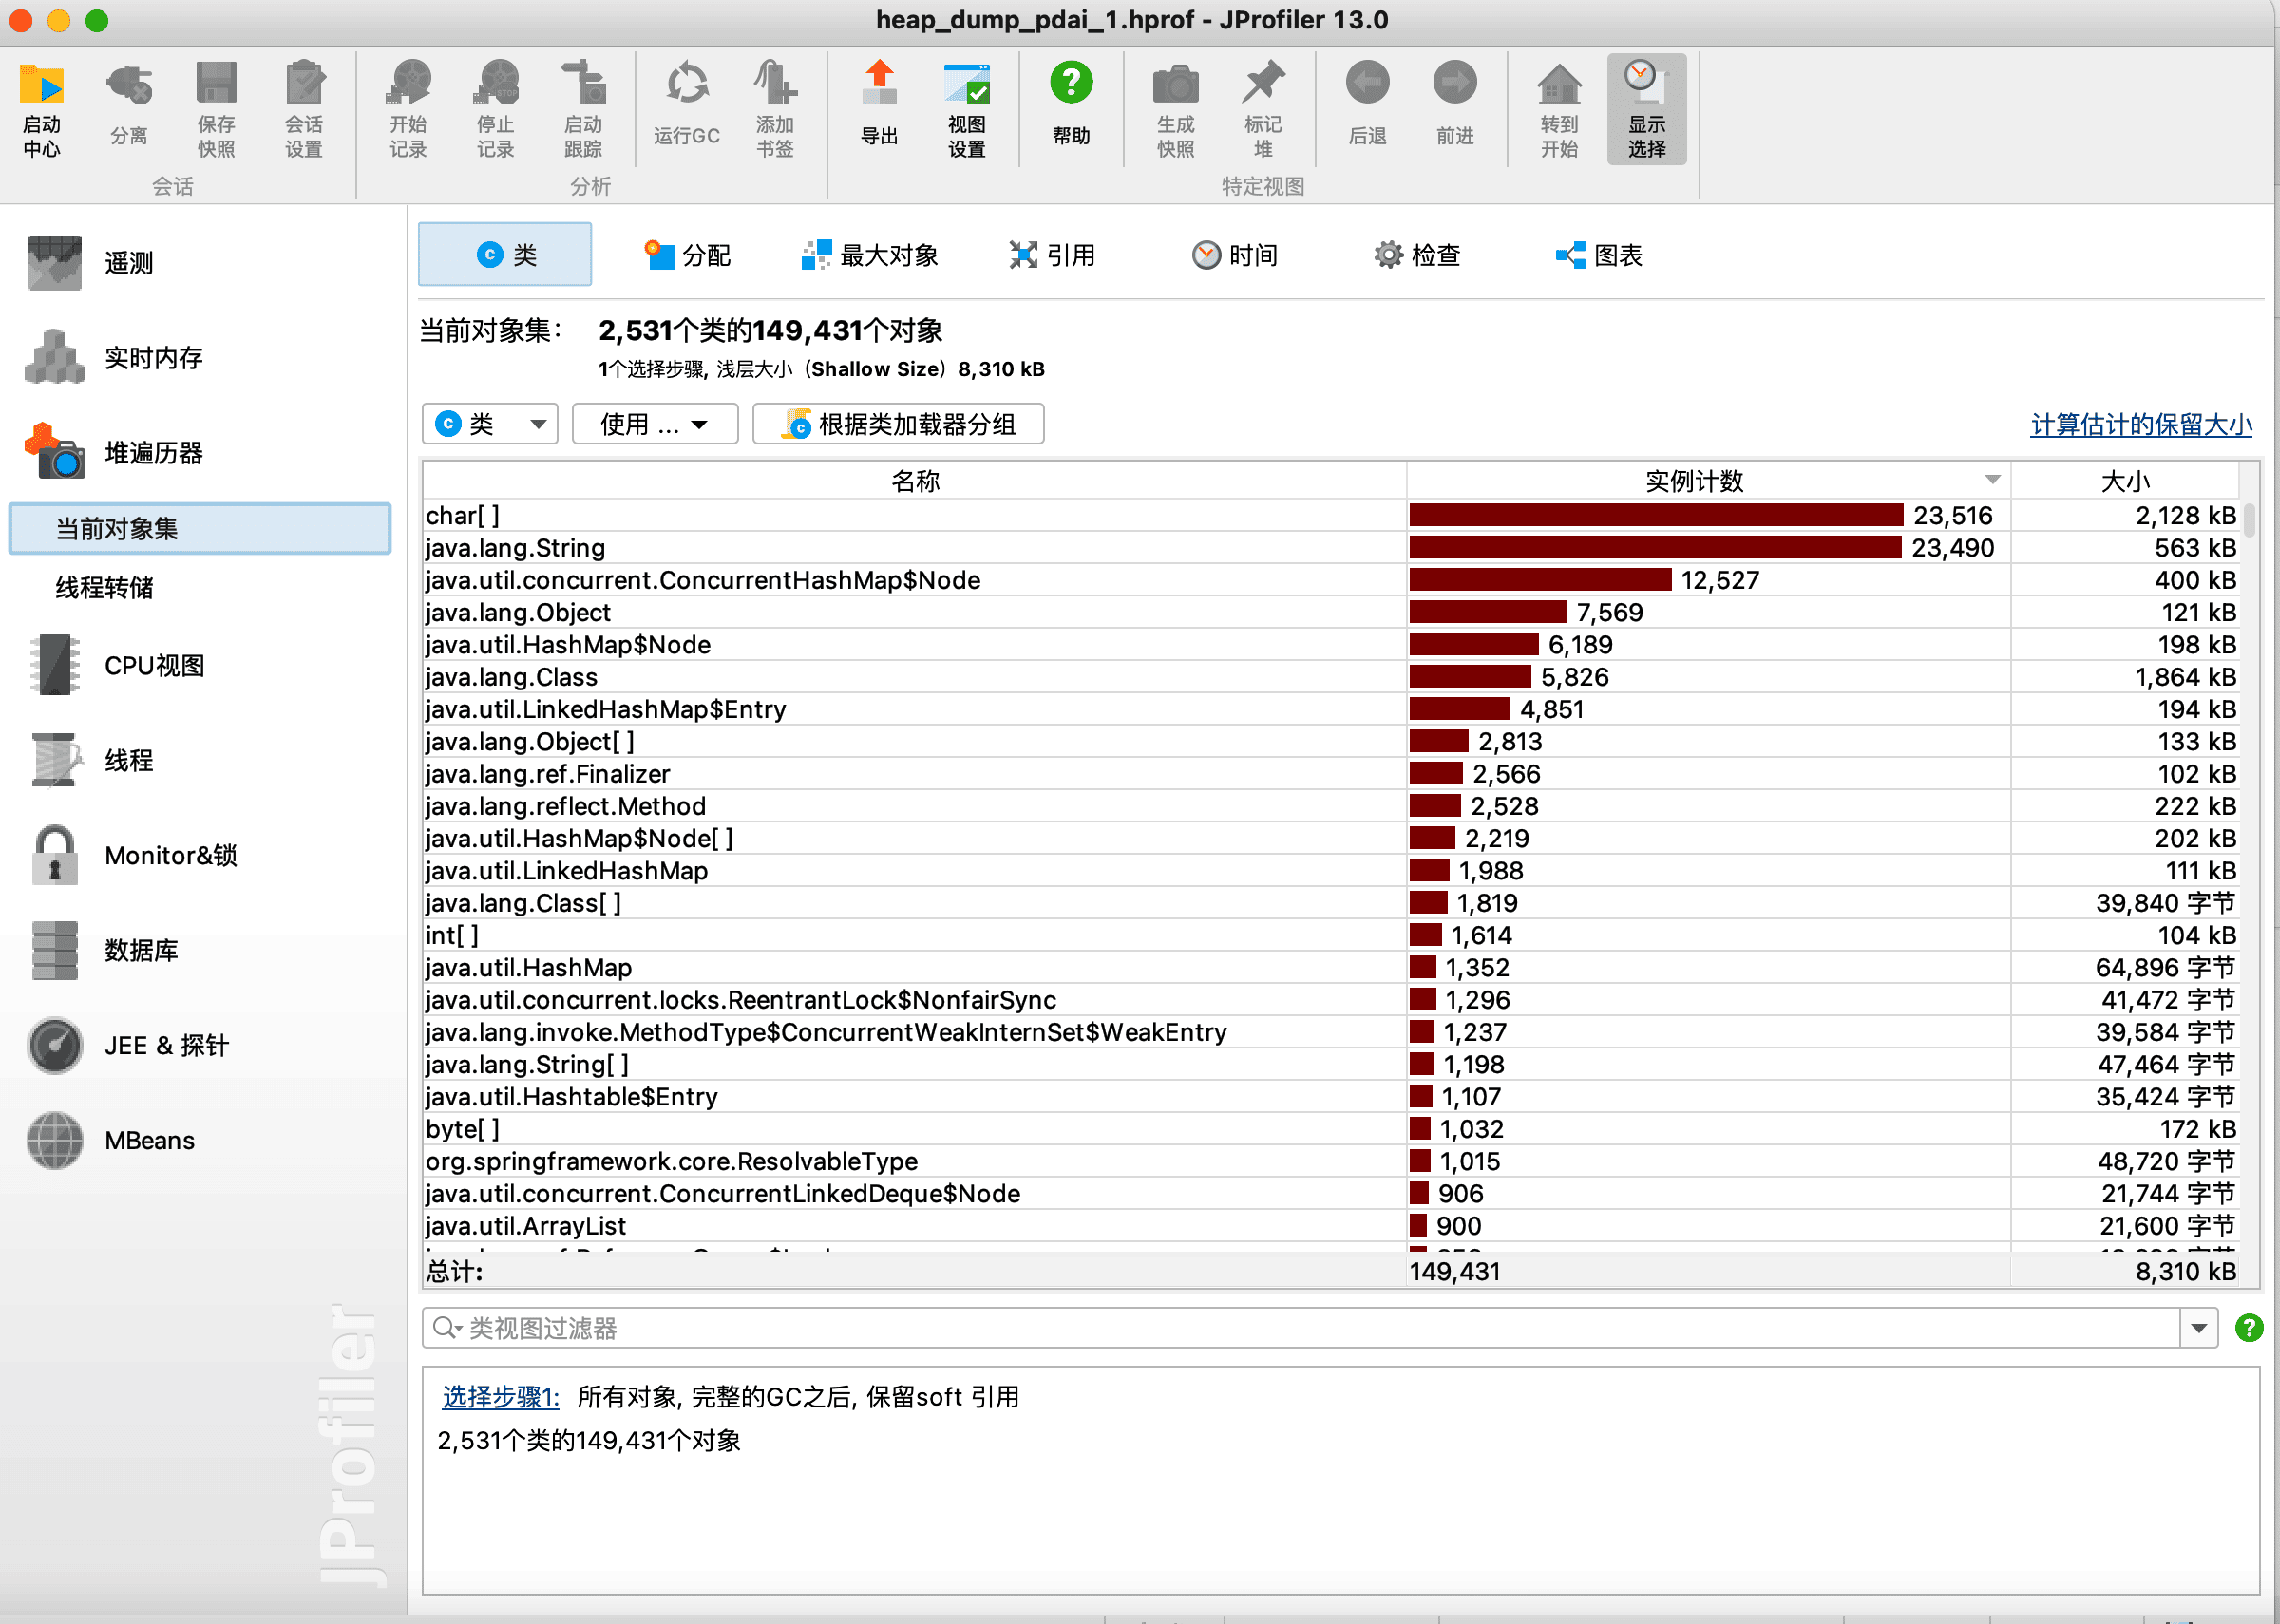 heap_dump_pdai_1.hprof - JProfiler 13.0
启动中心 分离 保存快照 会话设置 开始记录 停止记录 启动跟踪 运行GC 添加书签 导出 视图设置 帮助 生成快照 标记堆 后退 前进 转到开始 显示选择
会话 分析 特定视图
遥测
实时内存
堆遍历器
当前对象集
线程转储
CPU视图
线程
Monitor&锁
数据库
JEE & 探针
MBeans
JProfiler
类 分配 最大对象 引用 时间 检查 图表
当前对象集: 2,531个类的149,431个对象
1个选择步骤, 浅层大小（Shallow Size）8,310 kB
类 使用 ... 根据类加载器分组 计算估计的保留大小
名称 实例计数 大小
char[ ] 23,516 2,128 kB
java.lang.String 23,490 563 kB
java.util.concurrent.ConcurrentHashMap$Node 12,527 400 kB
java.lang.Object 7,569 121 kB
java.util.HashMap$Node 6,189 198 kB
java.lang.Class 5,826 1,864 kB
java.util.LinkedHashMap$Entry 4,851 194 kB
java.lang.Object[ ] 2,813 133 kB
java.lang.ref.Finalizer 2,566 102 kB
java.lang.reflect.Method 2,528 222 kB
java.util.HashMap$Node[ ] 2,219 202 kB
java.util.LinkedHashMap 1,988 111 kB
java.lang.Class[ ] 1,819 39,840 字节
int[ ] 1,614 104 kB
java.util.HashMap 1,352 64,896 字节
java.util.concurrent.locks.ReentrantLock$NonfairSync 1,296 41,472 字节
java.lang.invoke.MethodType$ConcurrentWeakInternSet$WeakEntry 1,237 39,584 字节
java.lang.String[ ] 1,198 47,464 字节
java.util.Hashtable$Entry 1,107 35,424 字节
byte[ ] 1,032 172 kB
org.springframework.core.ResolvableType 1,015 48,720 字节
java.util.concurrent.ConcurrentLinkedDeque$Node 906 21,744 字节
java.util.ArrayList 900 21,600 字节
总计: 149,431 8,310 kB
类视图过滤器
选择步骤1: 所有对象, 完整的GC之后, 保留soft 引用
2,531个类的149,431个对象